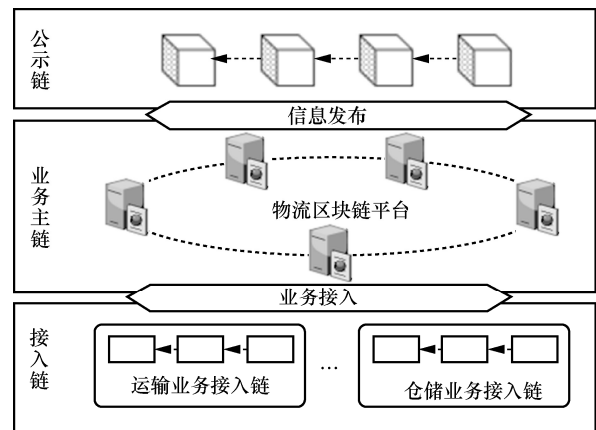 公示链
信息发布
业务主链
物流区块链平台
业务接入
接入链
运输业务接入链
…
仓储业务接入链